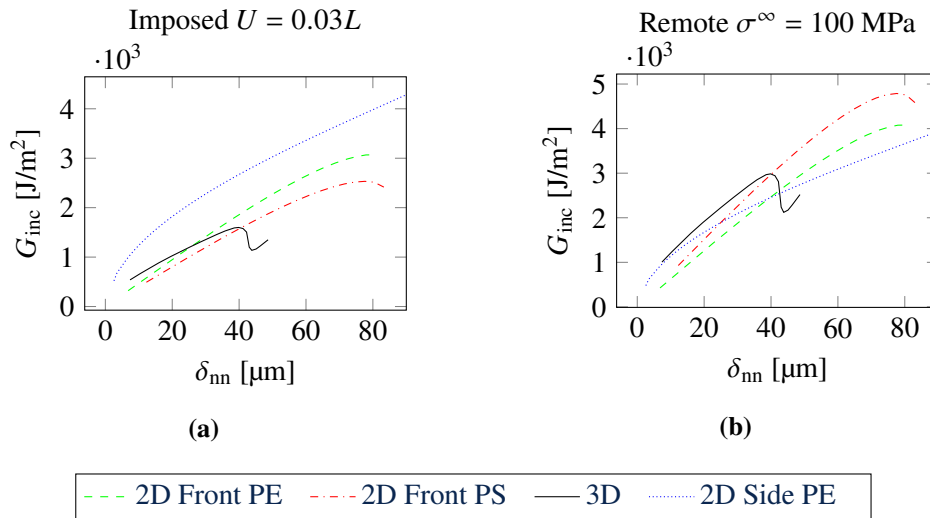 Imposed U = 0.03L
·10³
4
3
2
1
0
G_inc [J/m²]
0 20 40 60 80
δ_nn [μm]
(a)
Remote σ^∞ = 100 MPa
·10³
5
4
3
2
1
0
G_inc [J/m²]
0 20 40 60 80
δ_nn [μm]
(b)
2D Front PE 2D Front PS 3D 2D Side PE